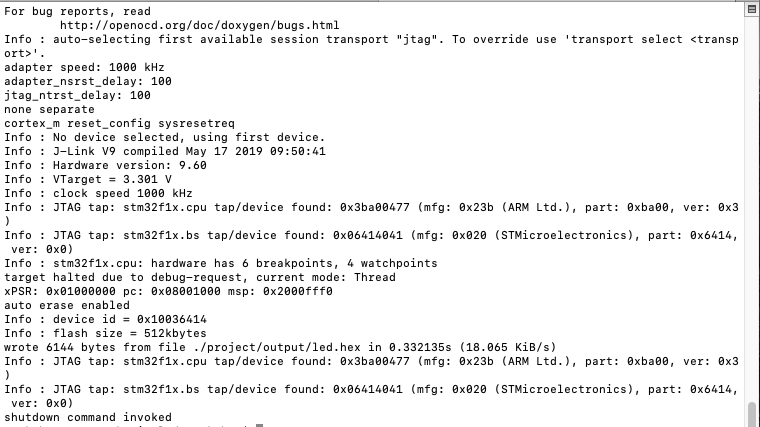 For bug reports, read
http://openocd.org/doc/doxygen/bugs.html
Info : auto-selecting first available session transport "jtag". To override use 'transport select <transp
ort>'.
adapter speed: 1000 kHz
adapter_nsrst_delay: 100
jtag_ntrst_delay: 100
none separate
cortex_m reset_config sysresetreq
Info : No device selected, using first device.
Info : J-Link V9 compiled May 17 2019 09:50:41
Info : Hardware version: 9.60
Info : VTarget = 3.301 V
Info : clock speed 1000 kHz
Info : JTAG tap: stm32f1x.cpu tap/device found: 0x3ba00477 (mfg: 0x23b (ARM Ltd.), part: 0xba00, ver: 0x3
)
Info : JTAG tap: stm32f1x.bs tap/device found: 0x06414041 (mfg: 0x020 (STMicroelectronics), part: 0x6414,
ver: 0x0)
Info : stm32f1x.cpu: hardware has 6 breakpoints, 4 watchpoints
target halted due to debug-request, current mode: Thread
xPSR: 0x01000000 pc: 0x08001000 msp: 0x2000fff0
auto erase enabled
Info : device id = 0x10036414
Info : flash size = 512kbytes
wrote 6144 bytes from file ./project/output/led.hex in 0.332135s (18.065 KiB/s)
Info : JTAG tap: stm32f1x.cpu tap/device found: 0x3ba00477 (mfg: 0x23b (ARM Ltd.), part: 0xba00, ver: 0x3
)
Info : JTAG tap: stm32f1x.bs tap/device found: 0x06414041 (mfg: 0x020 (STMicroelectronics), part: 0x6414,
ver: 0x0)
shutdown command invoked